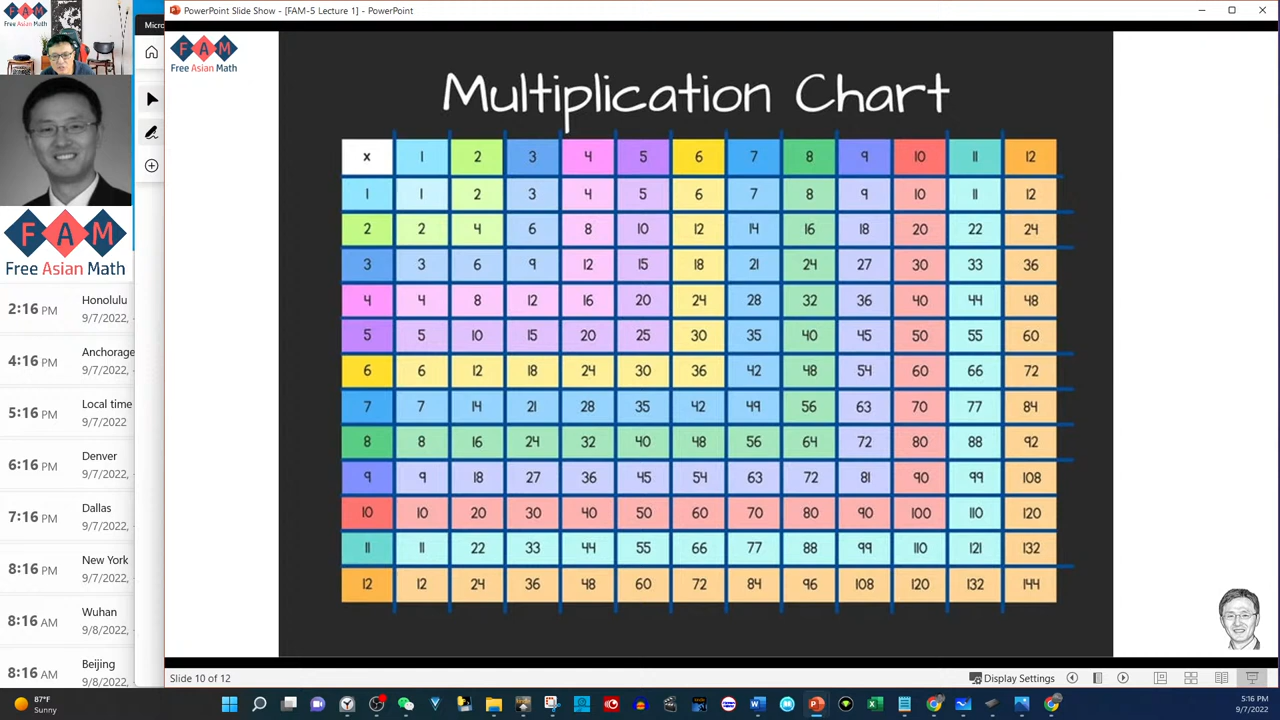 FAM
Free Asian Math
PowerPoint Slide Show - [FAM-5 Lecture 1] - PowerPoint
Micro
FAM
Free Asian Math
Multiplication Chart
x 1 2 3 4 5 6 7 8 9 10 11 12
1 1 2 3 4 5 6 7 8 9 10 11 12
2 2 4 6 8 10 12 14 16 18 20 22 24
3 3 6 9 12 15 18 21 24 27 30 33 36
4 4 8 12 16 20 24 28 32 36 40 44 48
5 5 10 15 20 25 30 35 40 45 50 55 60
6 6 12 18 24 30 36 42 48 54 60 66 72
7 7 14 21 28 35 42 49 56 63 70 77 84
8 8 16 24 32 40 48 56 64 72 80 88 92
9 9 18 27 36 45 54 63 72 81 90 99 108
10 10 20 30 40 50 60 70 80 90 100 110 120
11 11 22 33 44 55 66 77 88 99 110 121 132
12 12 24 36 48 60 72 84 96 108 120 132 144
FAM
Free Asian Math
2:16 PM Honolulu
9/7/2022,
4:16 PM Anchorage
9/7/2022,
5:16 PM Local time
9/7/2022,
6:16 PM Denver
9/7/2022,
7:16 PM Dallas
9/7/2022,
8:16 PM New York
9/7/2022,
8:16 AM Wuhan
9/8/2022,
8:16 AM Beijing
9/8/2022,
Slide 10 of 12
Display Settings
87°F
Sunny
5:16 PM
9/7/2022